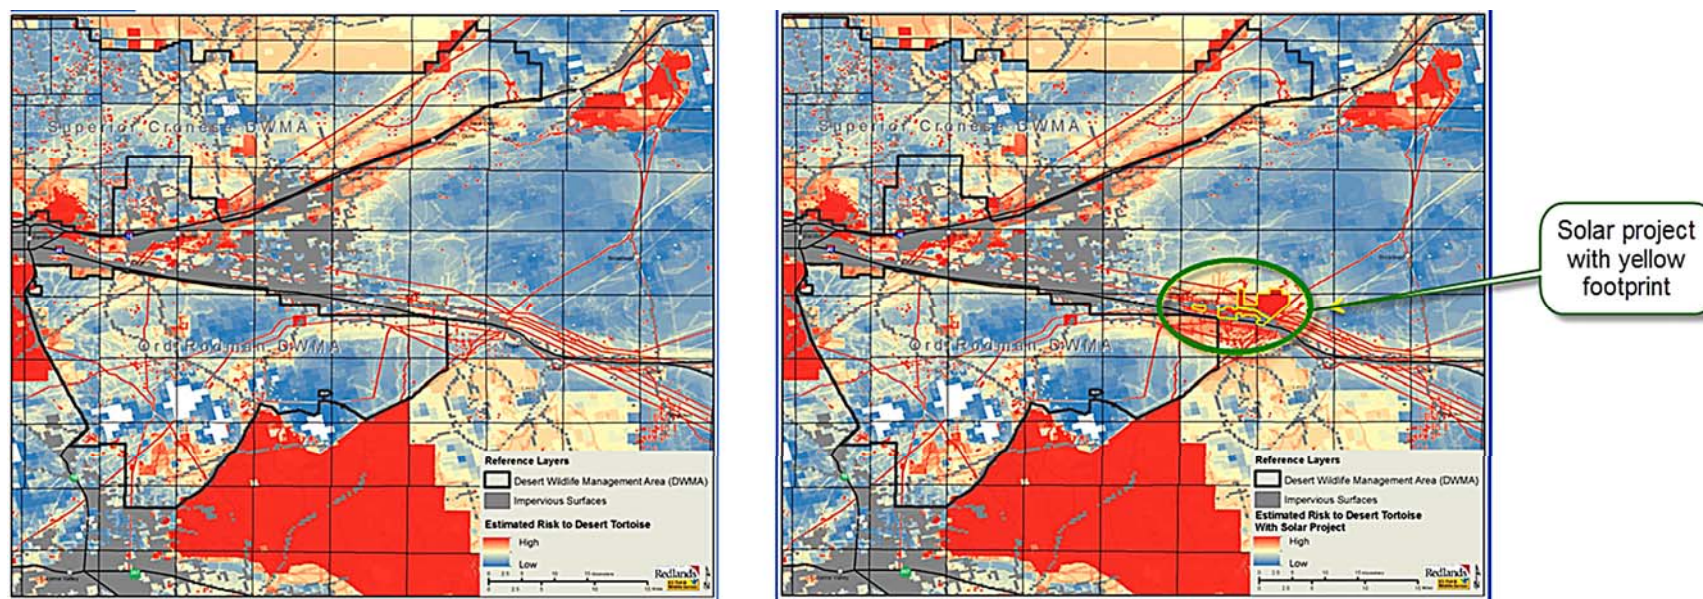 Superior Cronese DWMA
Ord Rodman DWMA
Reference Layers
Desert Wildlife Management Area (DWMA)
Impervious Surfaces
Estimated Risk to Desert Tortoise
High
Low
Redlands
Superior Cronese DWMA
Ord Rodman DWMA
Reference Layers
Desert Wildlife Management Area (DWMA)
Impervious Surfaces
Estimated Risk to Desert Tortoise
With Solar Project
High
Low
Redlands
Solar project
with yellow
footprint